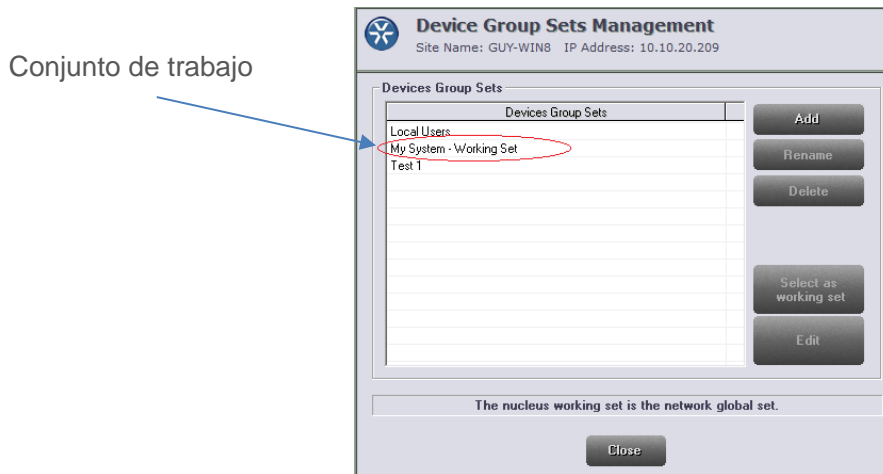 Conjunto de trabajo
Device Group Sets Management
Site Name: GUY-WIN8 IP Address: 10.10.20.209
Devices Group Sets
Devices Group Sets
Local Users
My System - Working Set
Test 1
Add
Rename
Delete
Select as
working set
Edit
The nucleus working set is the network global set.
Close